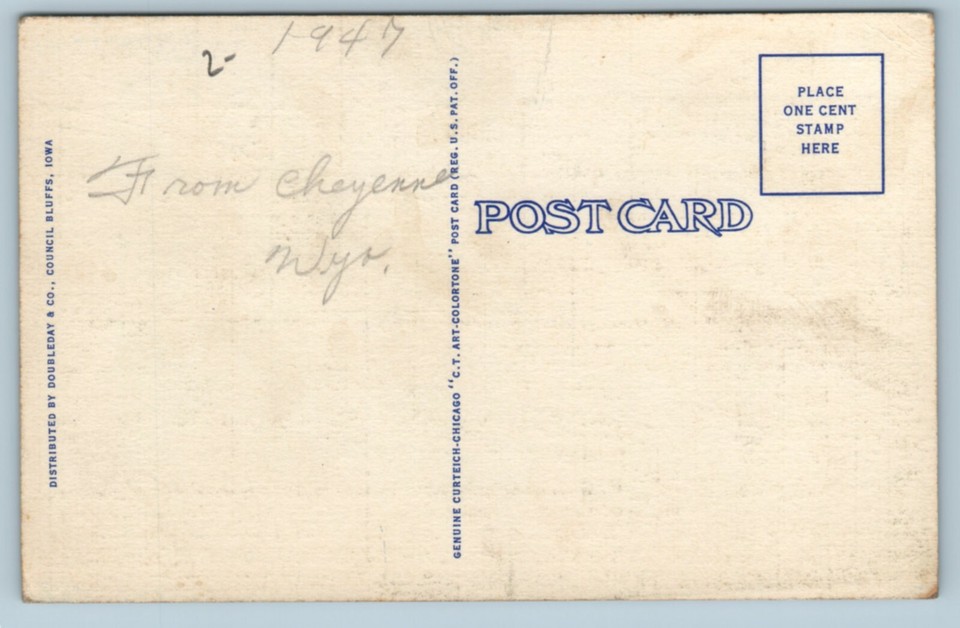 1947
2-
From Cheyenne
Wyo.
DISTRIBUTED BY DOUBLEDAY & CO., COUNCIL BLUFFS, IOWA
GENUINE CURTEICH-CHICAGO "C.T. ART-COLORTONE" POST CARD (REG. U.S. PAT. OFF.)
POST CARD
PLACE
ONE CENT
STAMP
HERE